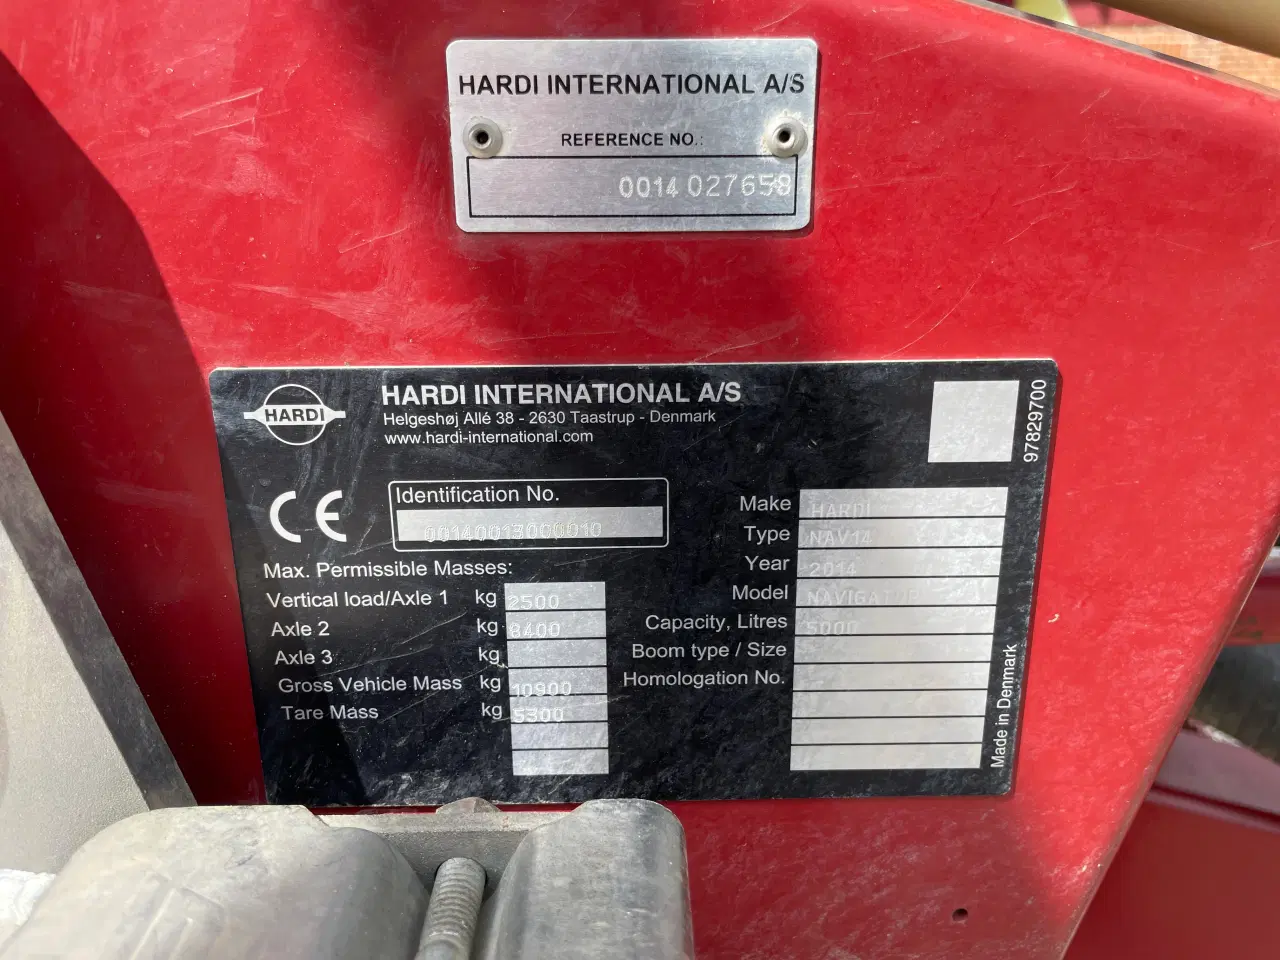 HARDI INTERNATIONAL A/S
REFERENCE NO.:
0014 027658
HARDI
HARDI INTERNATIONAL A/S
Helgeshøj Allé 38 - 2630 Taastrup - Denmark
www.hardi-international.com
97829700
CE
Identification No.
00140013000010
Max. Permissible Masses:
Vertical load/Axle 1 kg 2500
Axle 2 kg 8400
Axle 3 kg
Gross Vehicle Mass kg 10900
Tare Mass kg 5300
Make HARDI
Type NAV14
Year 2014
Model NAVIGATOR
Capacity, Litres 5000
Boom type / Size
Homologation No.
Made in Denmark